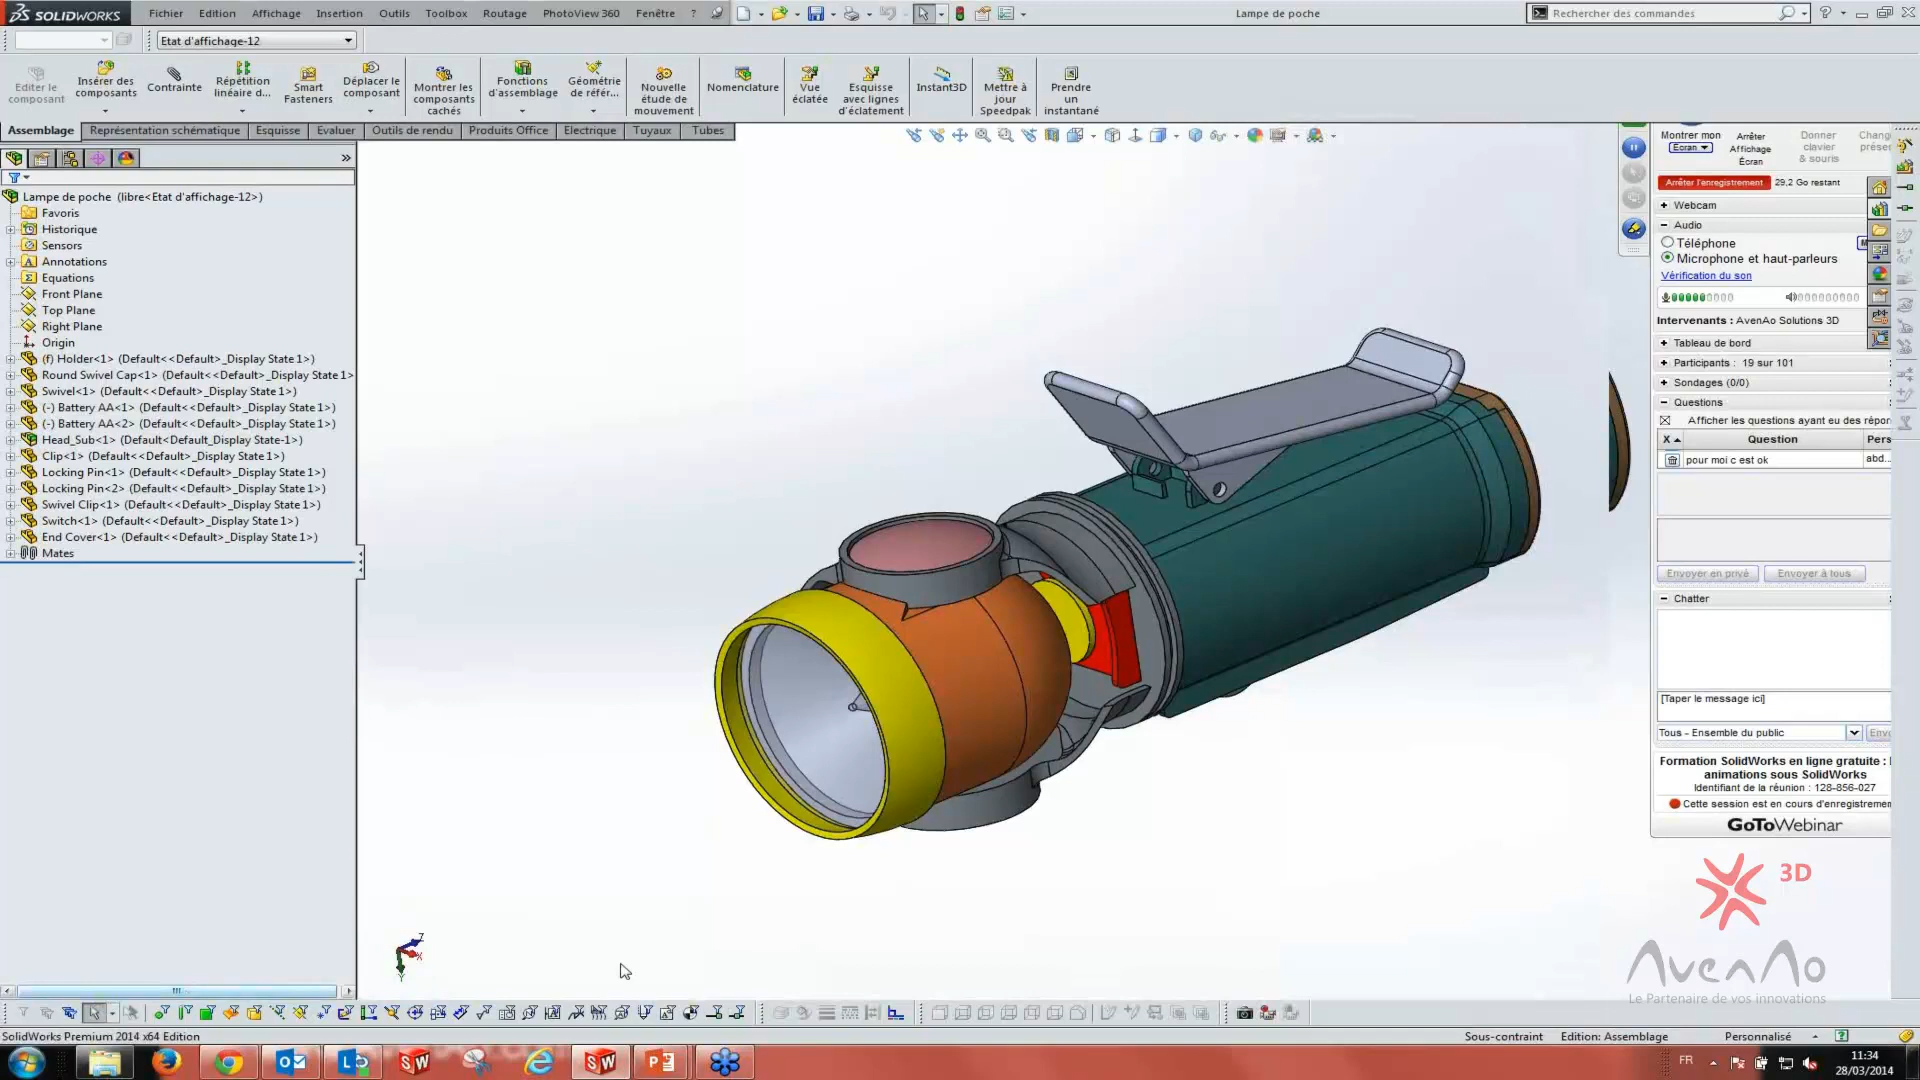 SOLIDWORKS
Fichier Edition Affichage Insertion Outils Toolbox Routage PhotoView 360 Fenêtre ?
Lampe de poche
Rechercher des commandes
Etat d'affichage-12
Editer le composant
Insérer des composants
Contrainte
Répétition linéaire d...
Smart Fasteners
Déplacer le composant
Montrer les composants cachés
Fonctions d'assemblage
Géométrie de référ...
Nouvelle étude de mouvement
Nomenclature
Vue éclatée
Esquisse avec lignes d'éclatement
Instant3D
Mettre à jour Speedpak
Prendre un instantané
Assemblage Représentation schématique Esquisse Evaluer Outils de rendu Produits Office Electrique Tuyaux Tubes
Lampe de poche (libre<Etat d'affichage-12>)
Favoris
Historique
Sensors
Annotations
Equations
Front Plane
Top Plane
Right Plane
Origin
(f) Holder<1> (Default<<Default>_Display State 1>)
Round Swivel Cap<1> (Default<<Default>_Display State 1>
Swivel<1> (Default<<Default>_Display State 1>)
(-) Battery AA<1> (Default<<Default>_Display State 1>)
(-) Battery AA<2> (Default<<Default>_Display State 1>)
Head_Sub<1> (Default<Default_Display State-1>)
Clip<1> (Default<<Default>_Display State 1>)
Locking Pin<1> (Default<<Default>_Display State 1>)
Locking Pin<2> (Default<<Default>_Display State 1>)
Swivel Clip<1> (Default<<Default>_Display State 1>)
Switch<1> (Default<<Default>_Display State 1>)
End Cover<1> (Default<<Default>_Display State 1>)
Mates
Montrer mon
Ecran
Arrêter Affichage Écran
Donner clavier & souris
Chang
prése
Arrêter l'enregistrement 29,2 Go restant
Webcam
Audio
Téléphone
Microphone et haut-parleurs
Vérification du son
Intervenants : AvenAo Solutions 3D
Tableau de bord
Participants : 19 sur 101
Sondages (0/0)
Questions
Afficher les questions ayant eu des répon
X Question Pers
pour moi c est ok abd...
Envoyer en privé Envoyer à tous
Chatter
[Taper le message ici]
Tous - Ensemble du public Envo
Formation SolidWorks en ligne gratuite :
animations sous SolidWorks
Identifiant de la réunion : 128-856-027
Cette session est en cours d'enregistremen
GoToWebinar
3D
AvenAo
Le Partenaire de vos innovations
Z
X
Y
SolidWorks Premium 2014 x64 Edition
Sous-contraint Edition: Assemblage Personnalisé
FR
11:34
28/03/2014